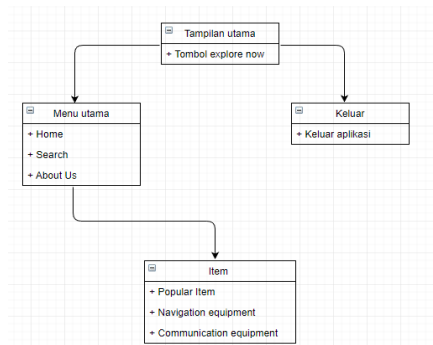 Tampilan utama
+ Tombol explore now
Menu utama
+ Home
+ Search
+ About Us
Keluar
+ Keluar aplikasi
Item
+ Popular Item
+ Navigation equipment
+ Communication equipment